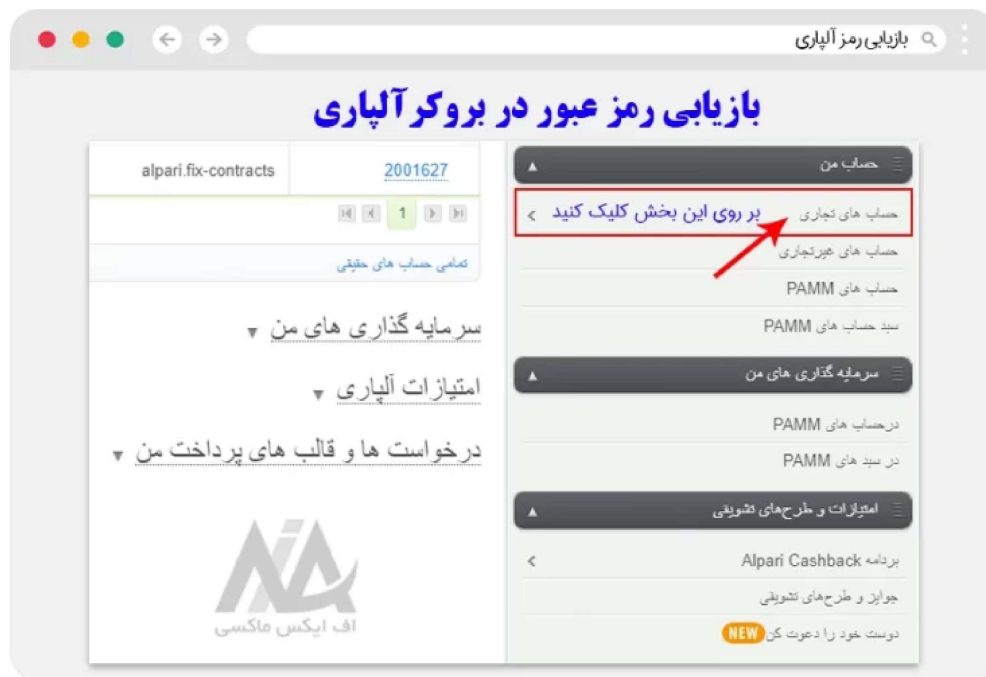 بازیابی رمز آلپاری
بازیابی رمز عبور در بروکر آلپاری
حساب من
حساب های تجاری
بر روی این بخش کلیک کنید
حساب های غیرتجاری
حساب های PAMM
سبد حساب های PAMM
سرمایه گذاری های من
درحساب های PAMM
در سبد های PAMM
امتیازات و طرح‌های تشویقی
برنامه Alpari Cashback
جوایز و طرح‌های تشویقی
دوست خود را دعوت کن NEW
2001627
alpari.fix-contracts
1
تمامی حساب های حقیقی
سرمایه گذاری های من
امتیازات آلپاری
درخواست ها و قالب های پرداخت من
اف ایکس ماکسی